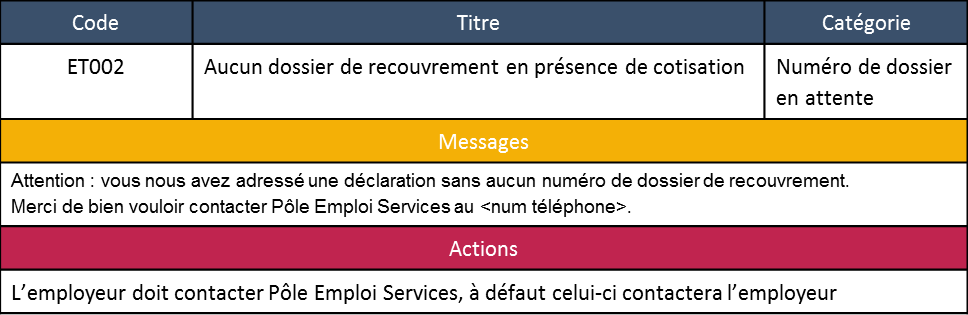 Code Titre Catégorie
ET002 Aucun dossier de recouvrement en présence de cotisation Numéro de dossier
en attente
Messages
Attention : vous nous avez adressé une déclaration sans aucun numéro de dossier de recouvrement.
Merci de bien vouloir contacter Pôle Emploi Services au <num téléphone>.
Actions
L’employeur doit contacter Pôle Emploi Services, à défaut celui-ci contactera l’employeur